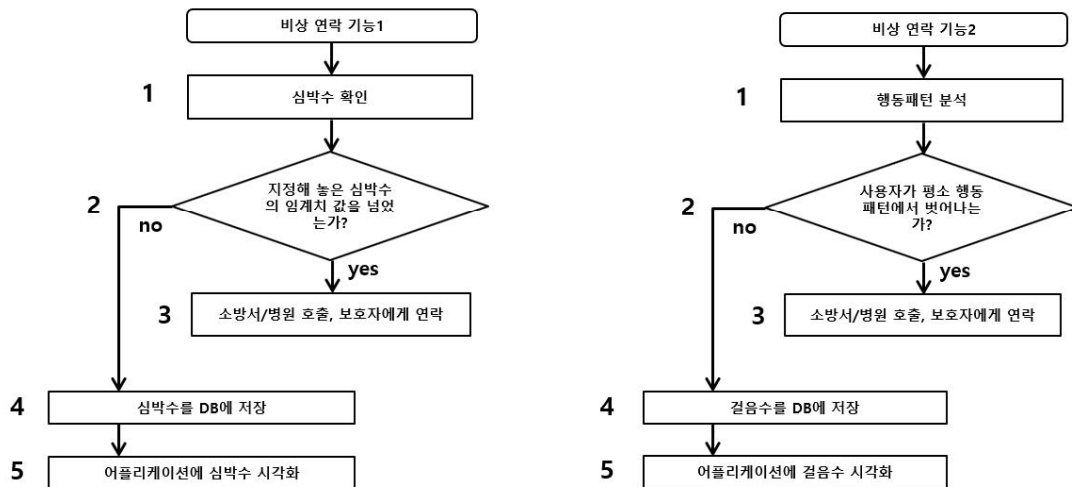 비상 연락 기능1
1
심박수 확인
2
지정해 놓은 심박수
의 임계치 값을 넘었
는가?
no
yes
3
소방서/병원 호출, 보호자에게 연락
4
심박수를 DB에 저장
5
어플리케이션에 심박수 시각화
비상 연락 기능2
1
행동패턴 분석
2
사용자가 평소 행동
패턴에서 벗어나는
가?
no
yes
3
소방서/병원 호출, 보호자에게 연락
4
걸음수를 DB에 저장
5
어플리케이션에 걸음수 시각화